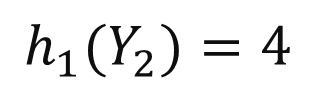 h₁(Y₂) = 4